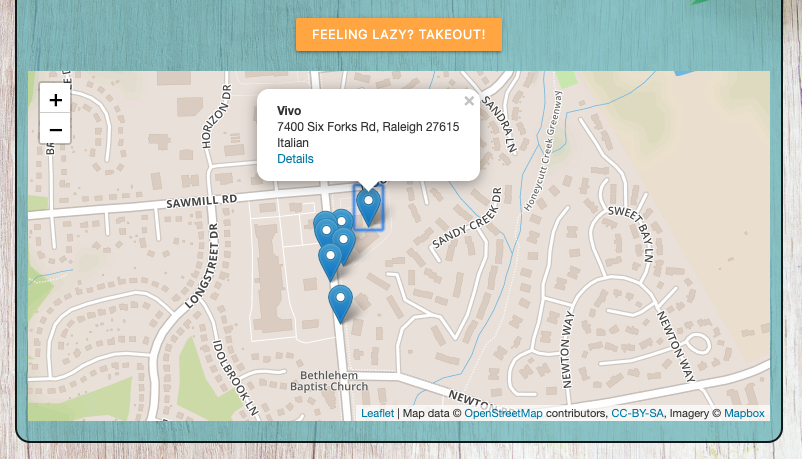 FEELING LAZY? TAKEOUT!
+
−
HORIZON DR
SANDRA LN
×
Vivo
7400 Six Forks Rd, Raleigh 27615
Italian
Details
Honeycutt Creek Greenway
SAWMILL RD
SANDY CREEK DR
SWEET BAY LN
LONGSTREET DR
IDOLBROOK LN
NEWTON WAY
NEWTON WAY
Bethlehem
Baptist Church
Leaflet | Map data © OpenStreetMap contributors, CC-BY-SA, Imagery © Mapbox